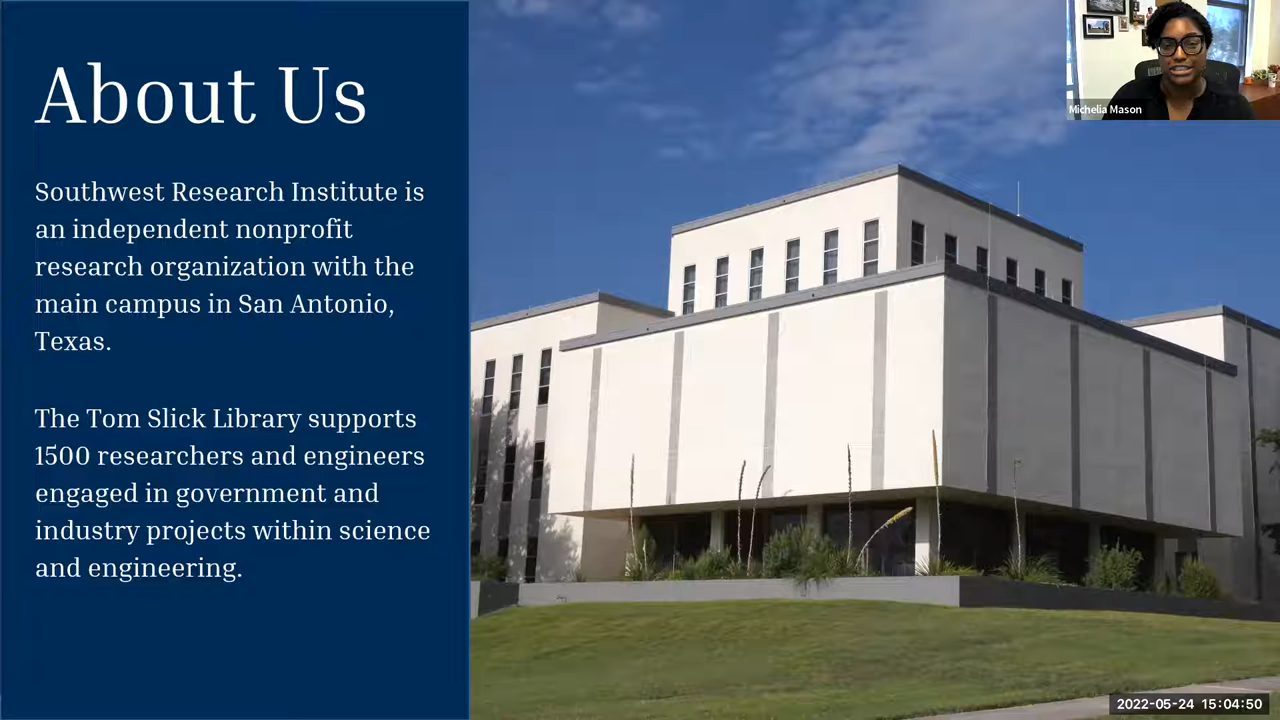 About Us
Southwest Research Institute is
an independent nonprofit
research organization with the
main campus in San Antonio,
Texas.
The Tom Slick Library supports
1500 researchers and engineers
engaged in government and
industry projects within science
and engineering.
Michelia Mason
2022-05-24 15:04:50